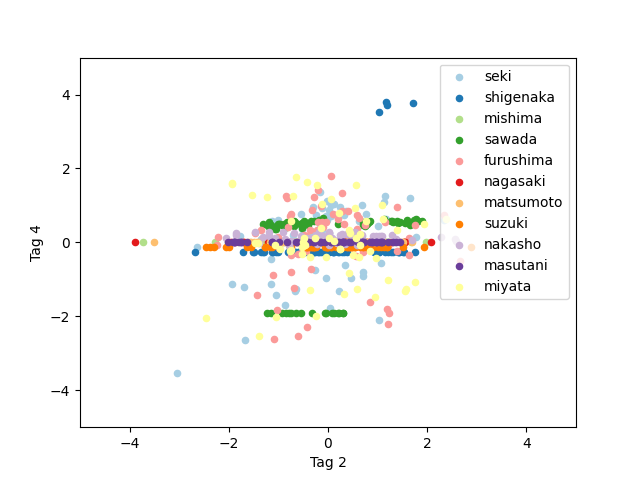 4
2
0
−2
−4
Tag 4
−4
−2
0
2
4
Tag 2
seki
shigenaka
mishima
sawada
furushima
nagasaki
matsumoto
suzuki
nakasho
masutani
miyata